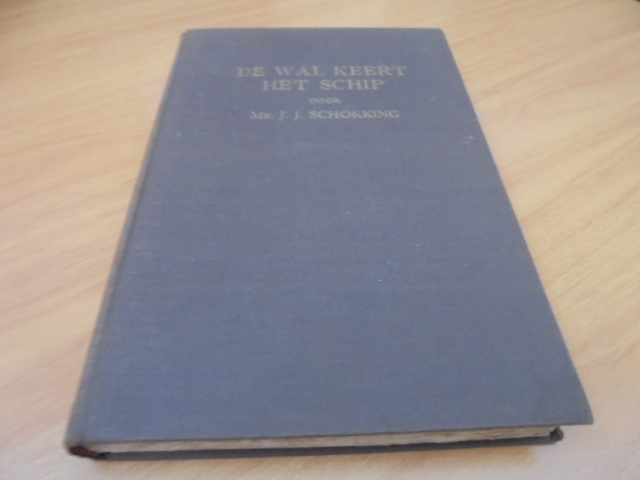 DE WAL KEERT
HET SCHIP
DOOR
MR. J. J. SCHOKKING